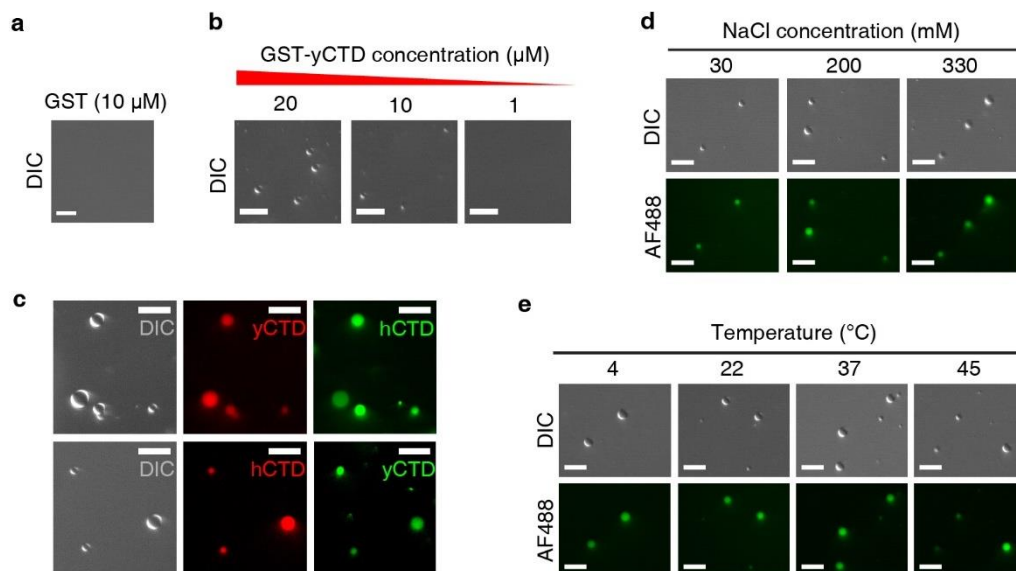 a
GST (10 µM)
DIC
b
GST-yCTD concentration (µM)
20 10 1
DIC
c
DIC yCTD hCTD
DIC hCTD yCTD
d
NaCl concentration (mM)
30 200 330
DIC
AF488
e
Temperature (°C)
4 22 37 45
DIC
AF488